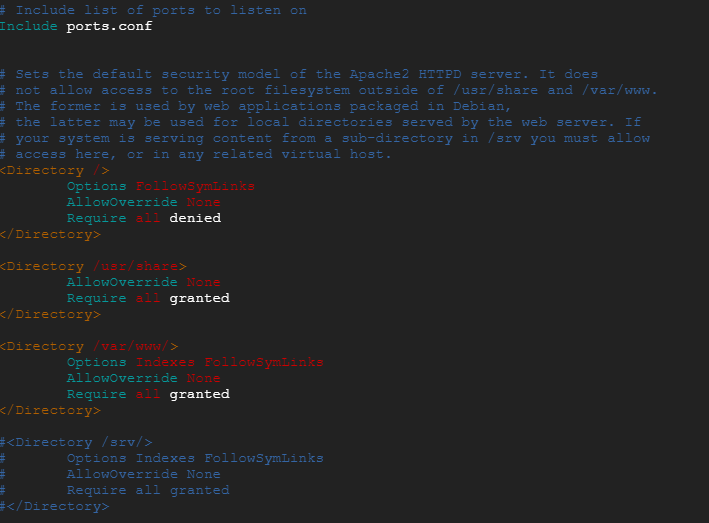 # Include list of ports to listen on
Include ports.conf
# Sets the default security model of the Apache2 HTTPD server. It does
# not allow access to the root filesystem outside of /usr/share and /var/www.
# The former is used by web applications packaged in Debian,
# the latter may be used for local directories served by the web server. If
# your system is serving content from a sub-directory in /srv you must allow
# access here, or in any related virtual host.
<Directory />
        Options FollowSymLinks
        AllowOverride None
        Require all denied
</Directory>
<Directory /usr/share>
        AllowOverride None
        Require all granted
</Directory>
<Directory /var/www/>
        Options Indexes FollowSymLinks
        AllowOverride None
        Require all granted
</Directory>
#<Directory /srv/>
#       Options Indexes FollowSymLinks
#       AllowOverride None
#       Require all granted
#</Directory>